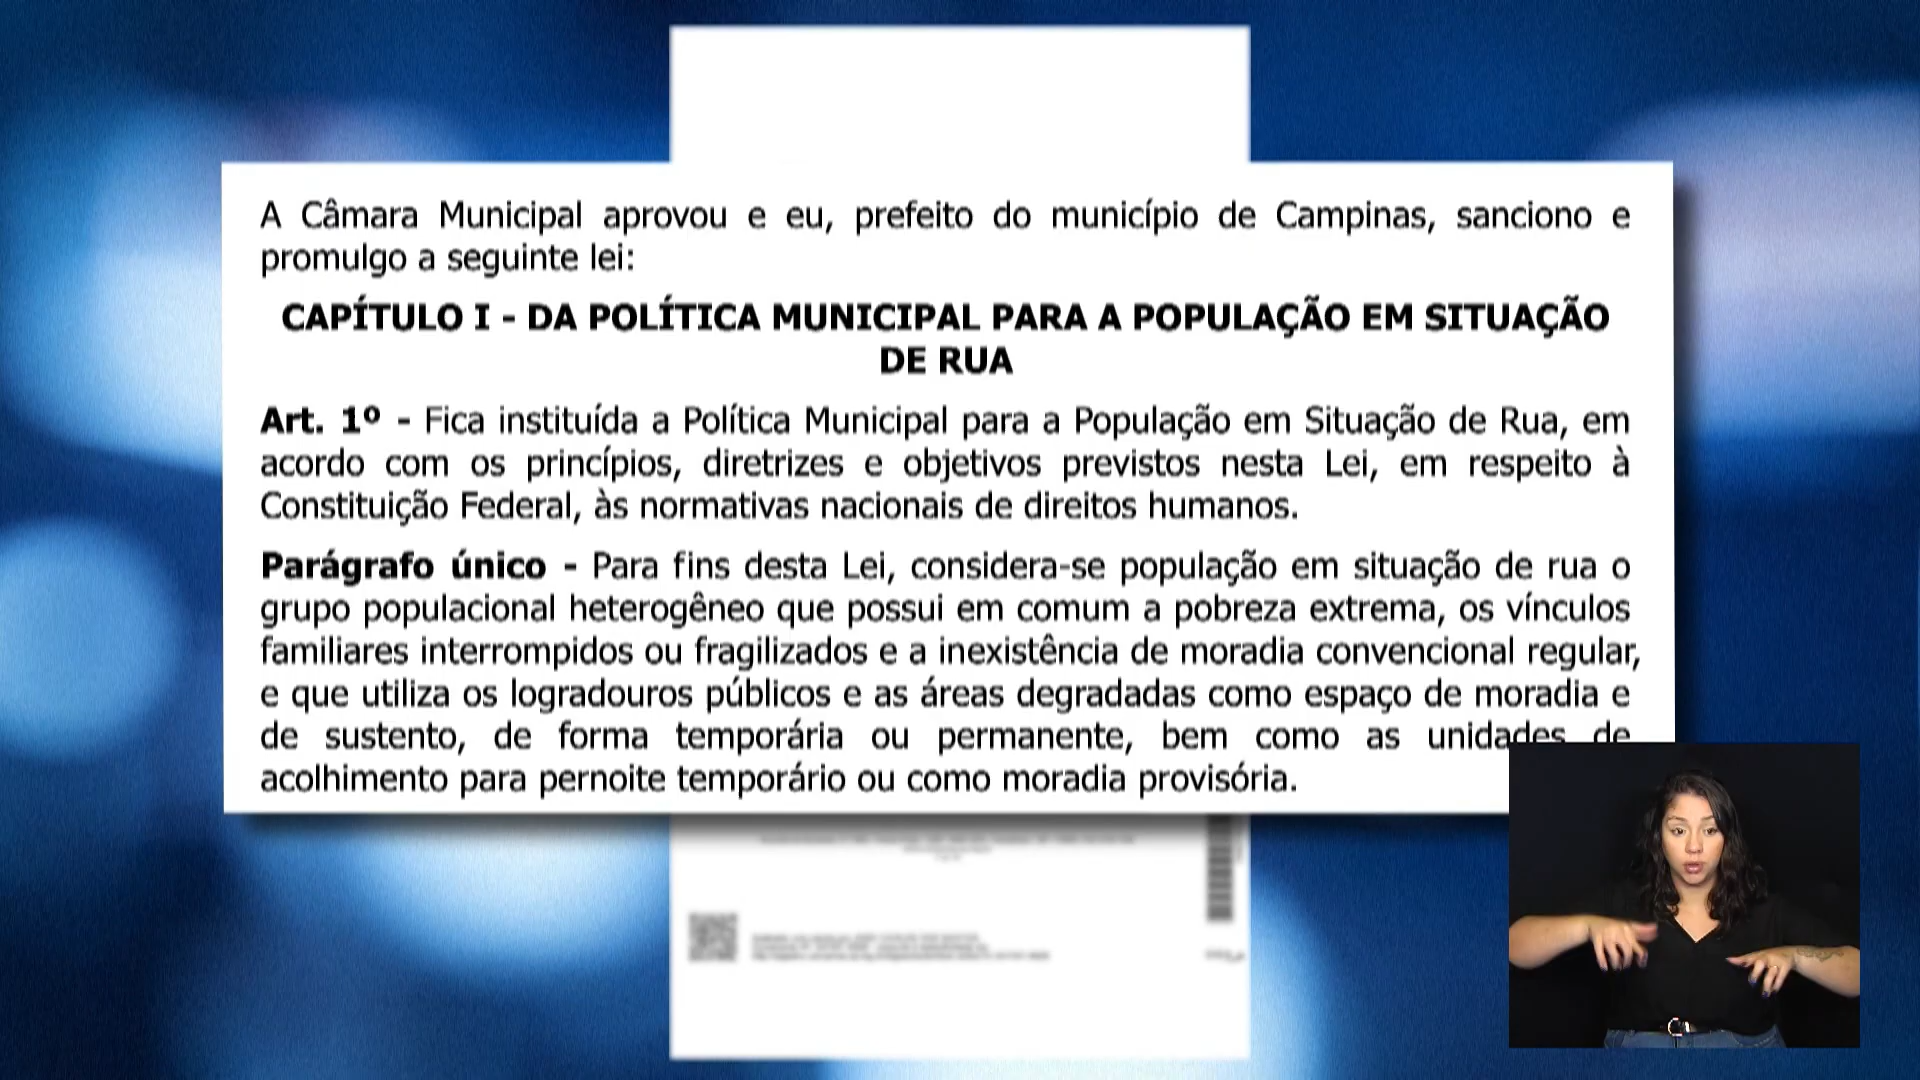 A Câmara Municipal aprovou e eu, prefeito do município de Campinas, sanciono e
promulgo a seguinte lei:
CAPÍTULO I - DA POLÍTICA MUNICIPAL PARA A POPULAÇÃO EM SITUAÇÃO
DE RUA
Art. 1º - Fica instituída a Política Municipal para a População em Situação de Rua, em
acordo com os princípios, diretrizes e objetivos previstos nesta Lei, em respeito à
Constituição Federal, às normativas nacionais de direitos humanos.
Parágrafo único - Para fins desta Lei, considera-se população em situação de rua o
grupo populacional heterogêneo que possui em comum a pobreza extrema, os vínculos
familiares interrompidos ou fragilizados e a inexistência de moradia convencional regular,
e que utiliza os logradouros públicos e as áreas degradadas como espaço de moradia e
de sustento, de forma temporária ou permanente, bem como as unidades de
acolhimento para pernoite temporário ou como moradia provisória.